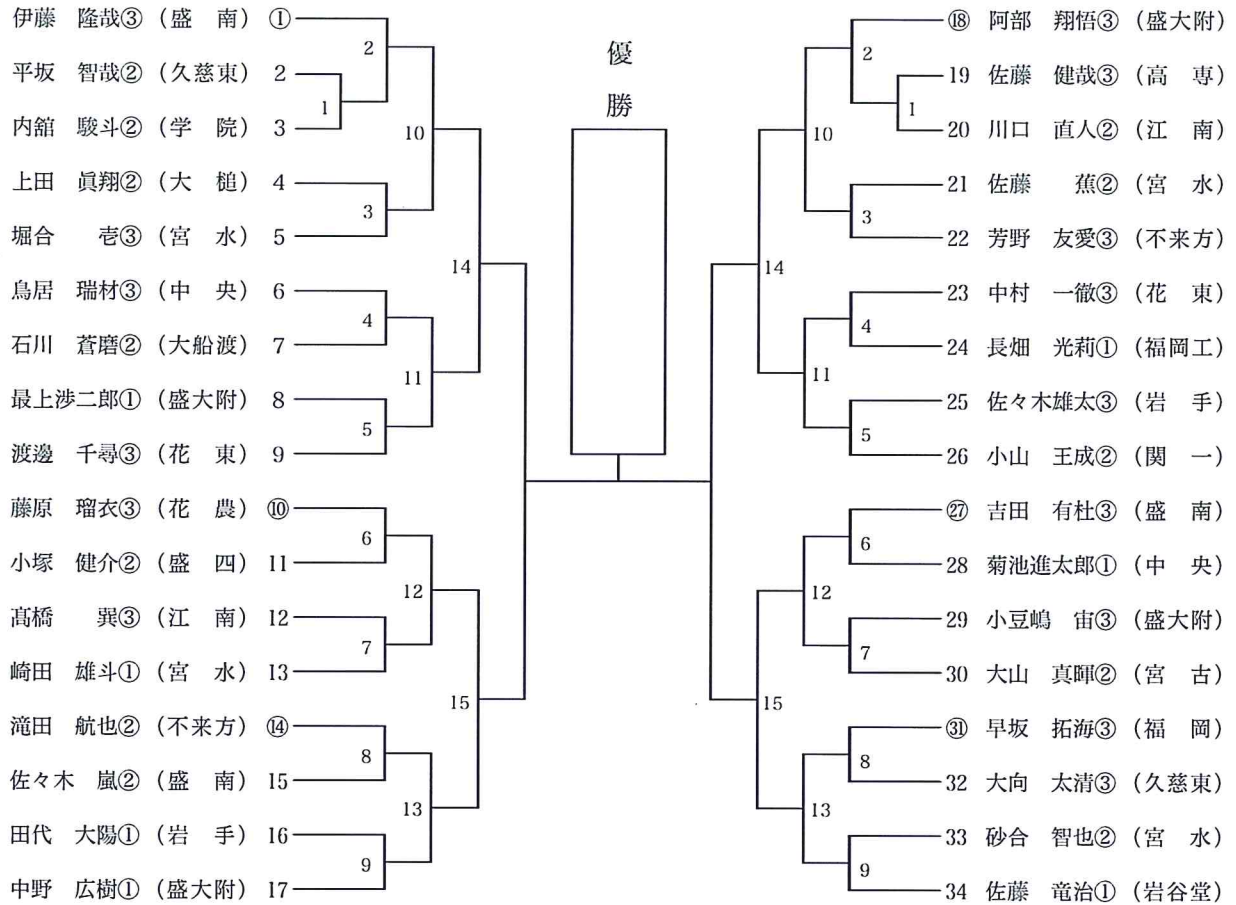 優
勝
伊藤 隆哉③ (盛 南) ①
平坂 智哉② (久慈東) 2
内舘 駿斗② (学 院) 3
上田 眞翔② (大 槌) 4
堀合 壱③ (宮 水) 5
鳥居 瑞材③ (中 央) 6
石川 蒼磨② (大船渡) 7
最上渉二郎① (盛大附) 8
渡邊 千尋③ (花 東) 9
藤原 瑠衣③ (花 農) ⑩
小塚 健介② (盛 四) 11
髙橋 巽③ (江 南) 12
崎田 雄斗① (宮 水) 13
滝田 航也② (不来方) ⑭
佐々木 嵐② (盛 南) 15
田代 大陽① (岩 手) 16
中野 広樹① (盛大附) 17
2
1
10
3
14
4
11
5
6
12
7
15
8
13
9
⑱ 阿部 翔悟③ (盛大附)
19 佐藤 健哉③ (高 専)
20 川口 直人② (江 南)
21 佐藤 蕉② (宮 水)
22 芳野 友愛③ (不来方)
23 中村 一徹③ (花 東)
24 長畑 光莉① (福岡工)
25 佐々木雄太③ (岩 手)
26 小山 王成② (関 一)
㉗ 吉田 有杜③ (盛 南)
28 菊池進太郎① (中 央)
29 小豆嶋 宙③ (盛大附)
30 大山 真暉② (宮 古)
㉛ 早坂 拓海③ (福 岡)
32 大向 太清③ (久慈東)
33 砂合 智也② (宮 水)
34 佐藤 竜治① (岩谷堂)
2
1
10
3
14
4
11
5
6
12
7
15
8
13
9